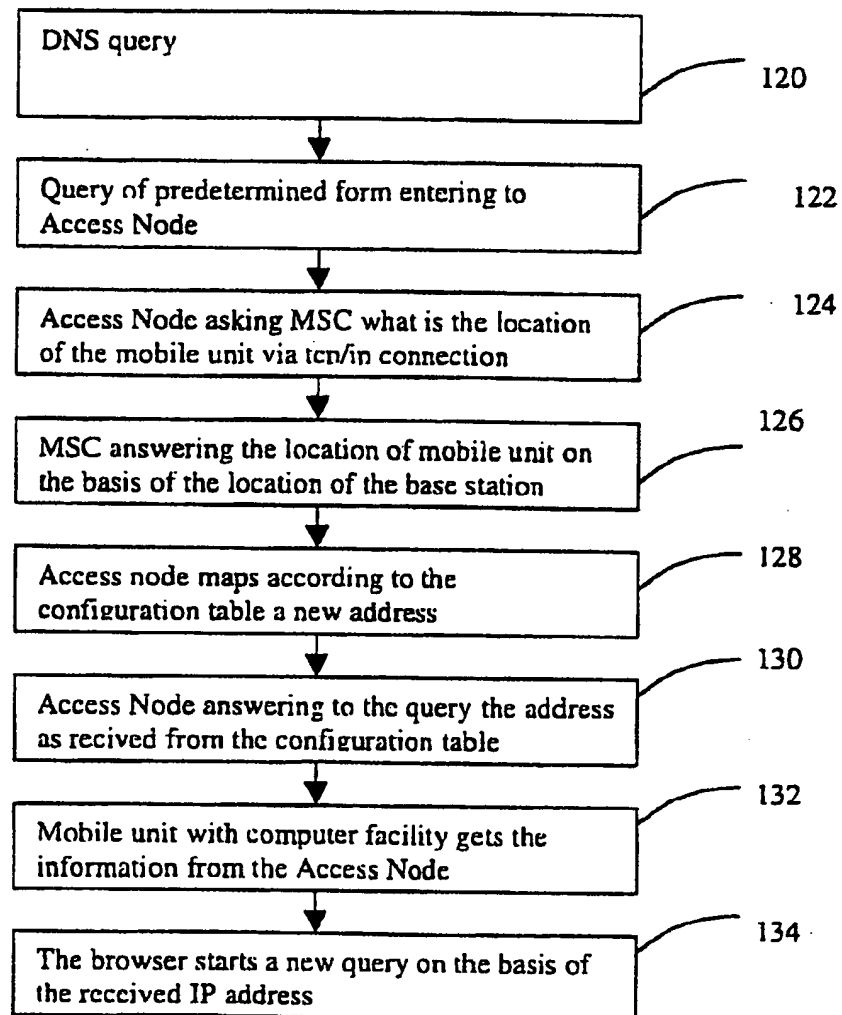 DNS query
120
Query of predetermined form entering to
Access Node
122
Access Node asking MSC what is the location
of the mobile unit via tcp/ip connection
124
MSC answering the location of mobile unit on
the basis of the location of the base station
126
Access node maps according to the
configuration table a new address
128
Access Node answering to the query the address
as recived from the configuration table
130
Mobile unit with computer facility gets the
information from the Access Node
132
The browser starts a new query on the basis of
the received IP address
134